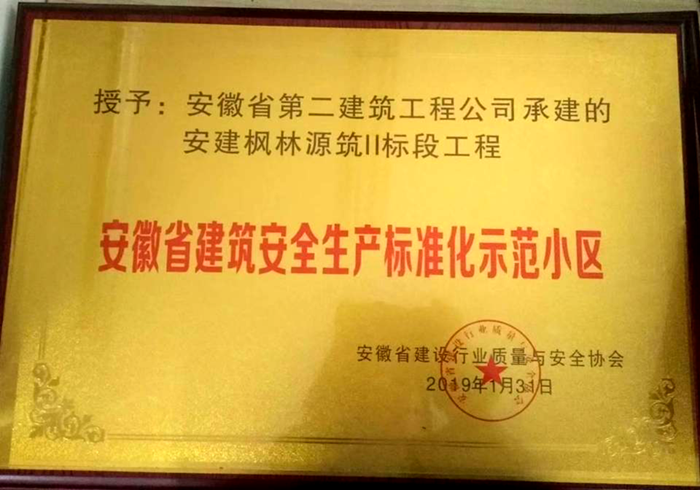 授予：安徽省第二建筑工程公司承建的
安建枫林源筑II标段工程
安徽省建筑安全生产标准化示范小区
安徽省建设行业质量与安全协会
2019年1月31日